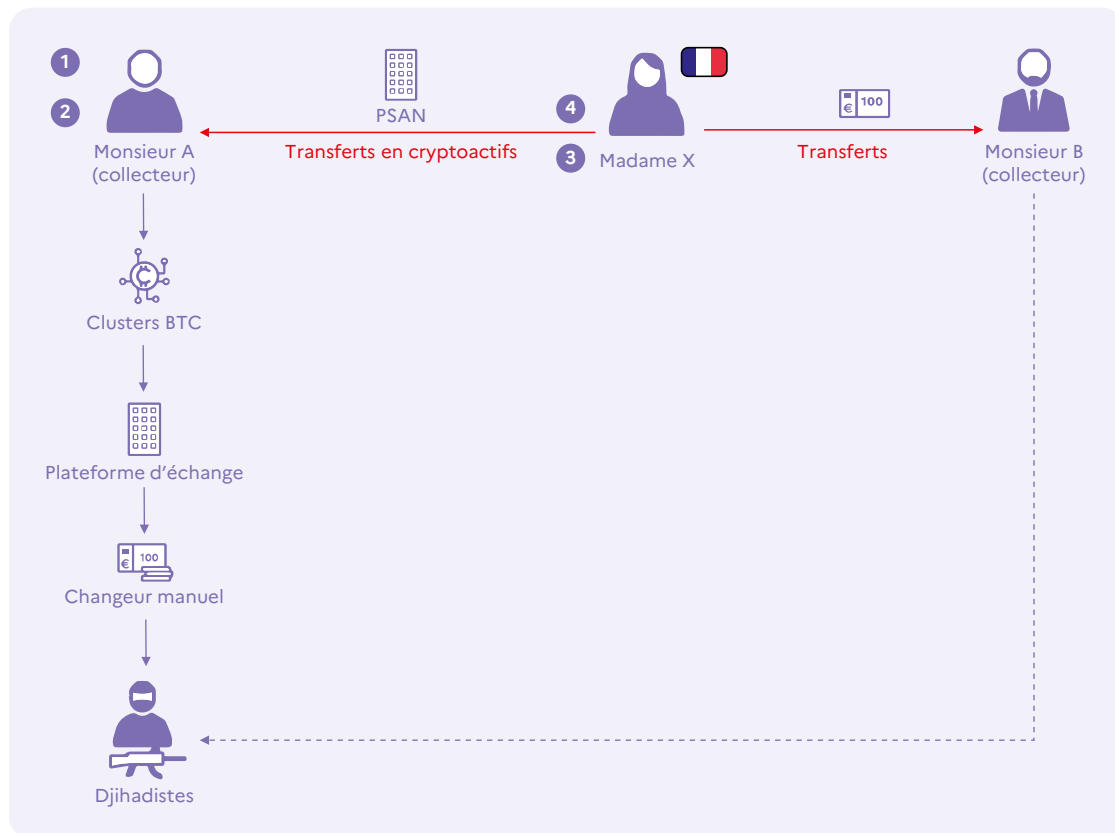 1
2
PSAN
4
€ 100
Monsieur A
(collecteur)
Transferts en cryptoactifs
3
Madame X
Transferts
Monsieur B
(collecteur)
Clusters BTC
Plateforme d'échange
€ 100
Changeur manuel
Djihadistes